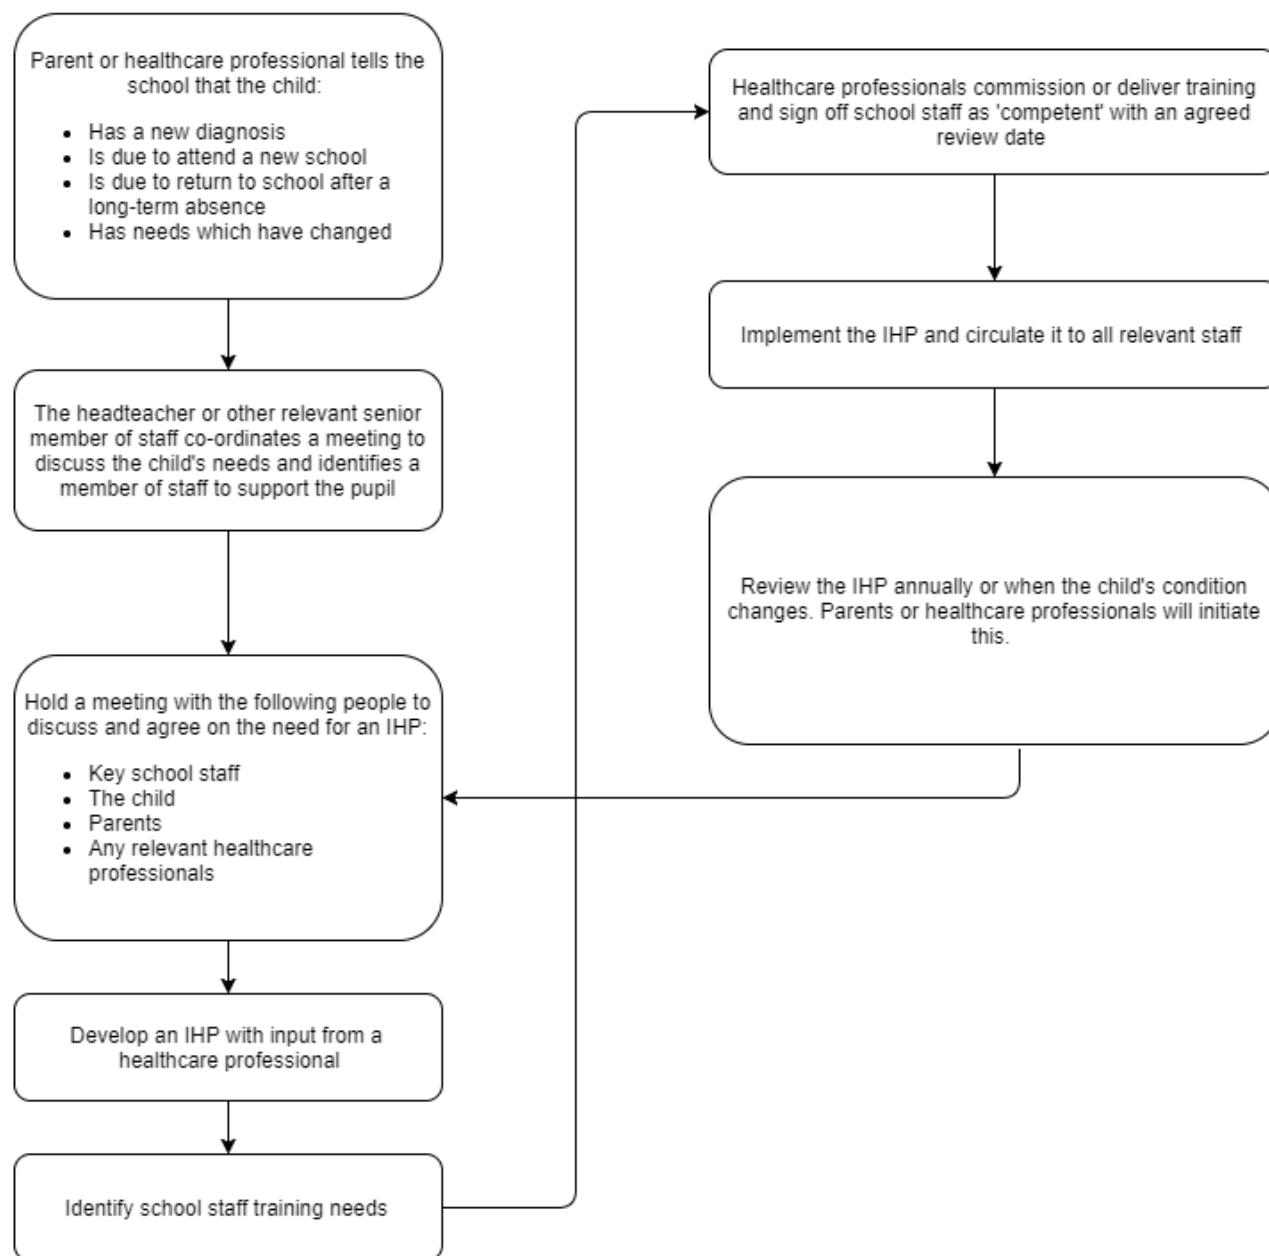 Parent or healthcare professional tells the
school that the child:
• Has a new diagnosis
• Is due to attend a new school
• Is due to return to school after a
long-term absence
• Has needs which have changed
The headteacher or other relevant senior
member of staff co-ordinates a meeting to
discuss the child's needs and identifies a
member of staff to support the pupil
Hold a meeting with the following people to
discuss and agree on the need for an IHP:
• Key school staff
• The child
• Parents
• Any relevant healthcare
professionals
Develop an IHP with input from a
healthcare professional
Identify school staff training needs
Healthcare professionals commission or deliver training
and sign off school staff as 'competent' with an agreed
review date
Implement the IHP and circulate it to all relevant staff
Review the IHP annually or when the child's condition
changes. Parents or healthcare professionals will initiate
this.